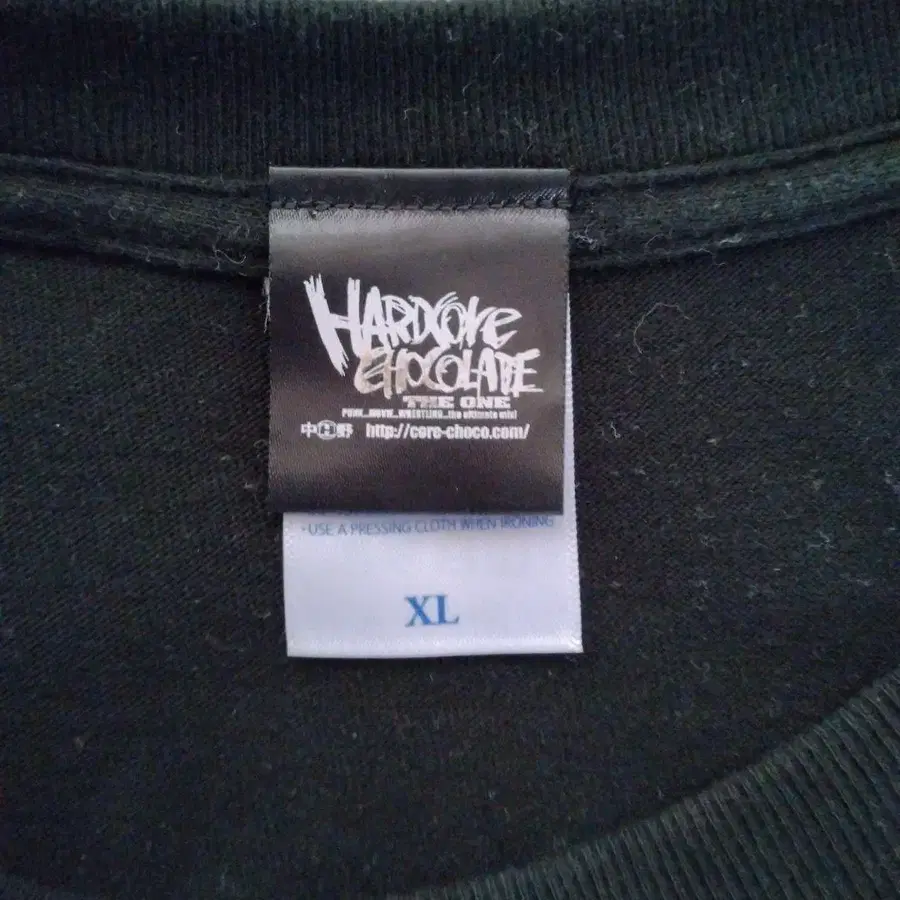 HARDCORE
CHOCOLATE
THE ONE
PUNK...MOVIE...WRESTLING...the ultimate mix!
中H野 http://core-choco.com/
・USE A PRESSING CLOTH WHEN IRONING
XL